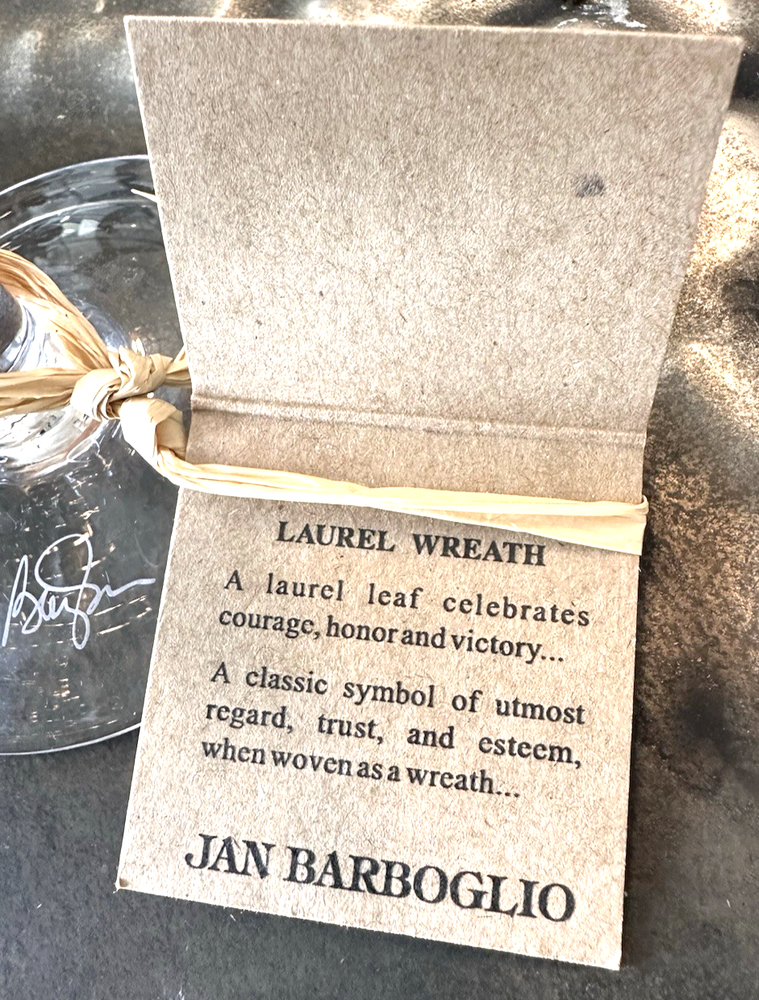 LAUREL WREATH
A laurel leaf celebrates
courage, honor and victory...
A classic symbol of utmost
regard, trust, and esteem,
when woven as a wreath...
JAN BARBOGLIO